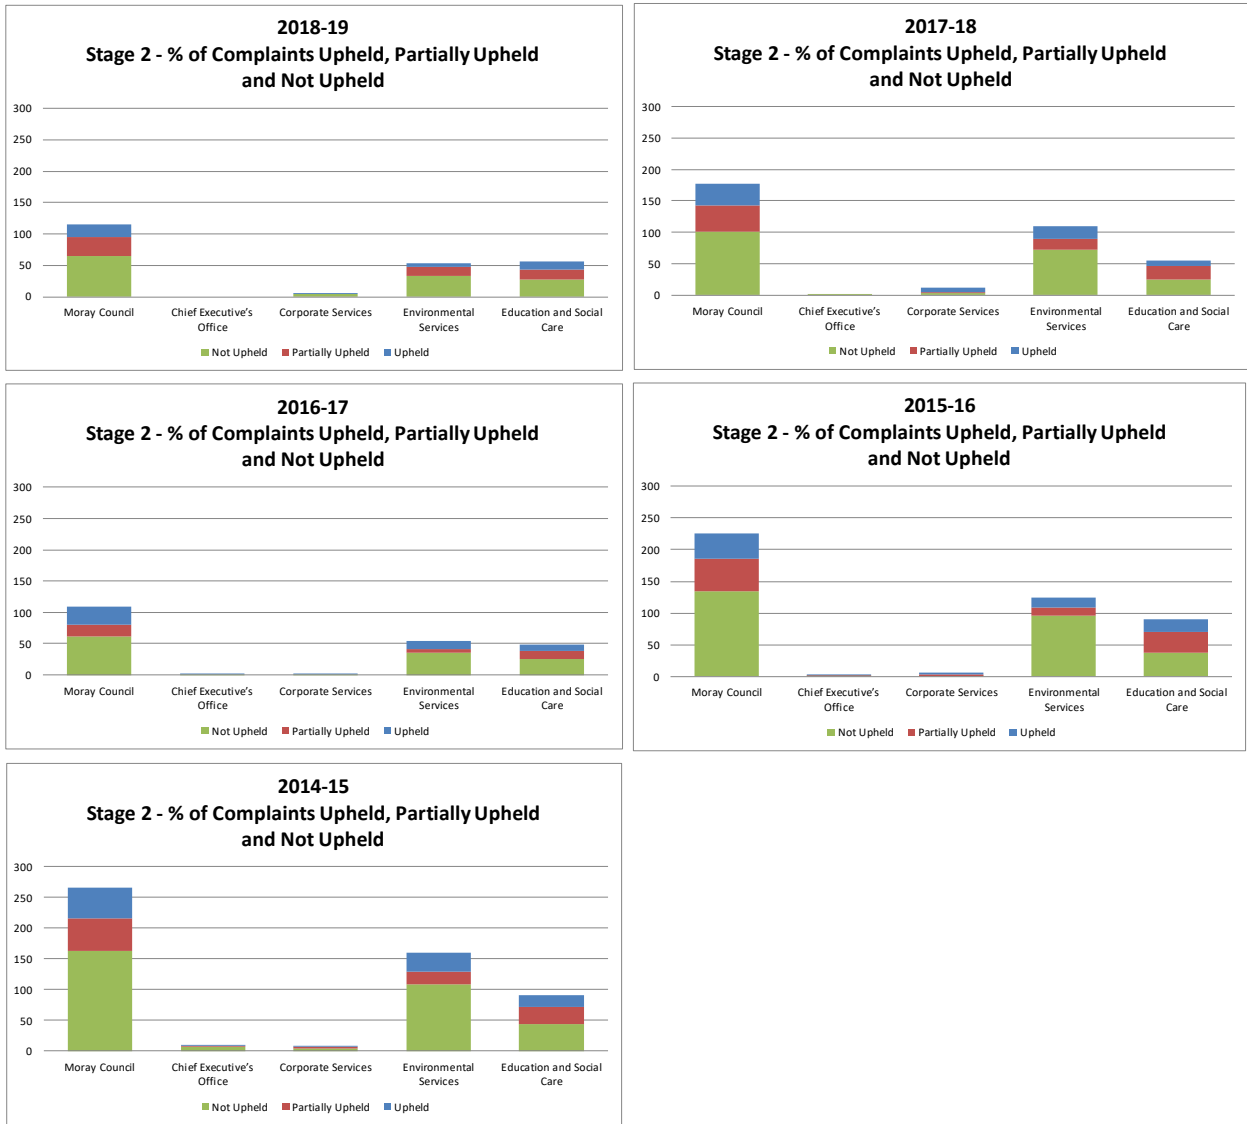 2018-19
Stage 2 - % of Complaints Upheld, Partially Upheld
and Not Upheld
300
250
200
150
100
50
0
Moray Council
Chief Executive's
Office
Corporate Services
Environmental
Services
Education and Social
Care
Not Upheld
Partially Upheld
Upheld
2017-18
Stage 2 - % of Complaints Upheld, Partially Upheld
and Not Upheld
300
250
200
150
100
50
0
Moray Council
Chief Executive's
Office
Corporate Services
Environmental
Services
Education and Social
Care
Not Upheld
Partially Upheld
Upheld
2016-17
Stage 2 - % of Complaints Upheld, Partially Upheld
and Not Upheld
300
250
200
150
100
50
0
Moray Council
Chief Executive's
Office
Corporate Services
Environmental
Services
Education and Social
Care
Not Upheld
Partially Upheld
Upheld
2015-16
Stage 2 - % of Complaints Upheld, Partially Upheld
and Not Upheld
300
250
200
150
100
50
0
Moray Council
Chief Executive's
Office
Corporate Services
Environmental
Services
Education and Social
Care
Not Upheld
Partially Upheld
Upheld
2014-15
Stage 2 - % of Complaints Upheld, Partially Upheld
and Not Upheld
300
250
200
150
100
50
0
Moray Council
Chief Executive's
Office
Corporate Services
Environmental
Services
Education and Social
Care
Not Upheld
Partially Upheld
Upheld